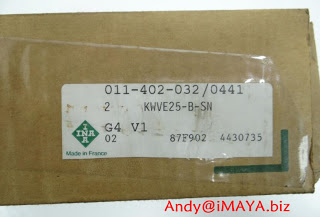 011-402-032/0441
2 KWVE25-B-SN
G4 V1
02 87F902 4430735
INA
INA
Made in France
Andy@iMAYA.biz